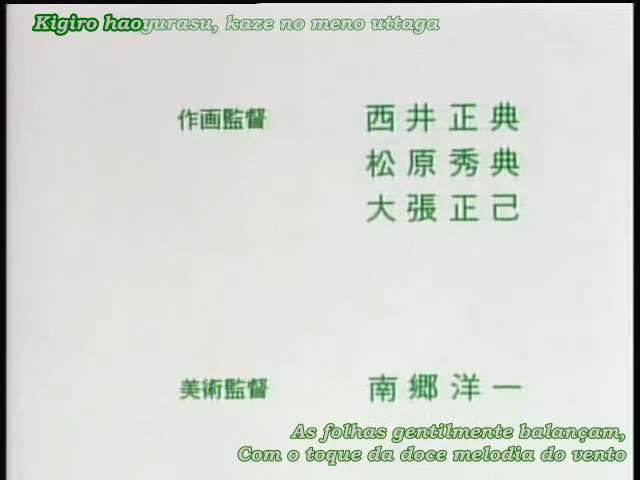 Kigiro hao yurasu, kaze no meno uttaga
作画監督 西井正典
松原秀典
大張正己
美術監督 南郷洋一
As folhas gentilmente balançam,
Com o toque da doce melodia do vento